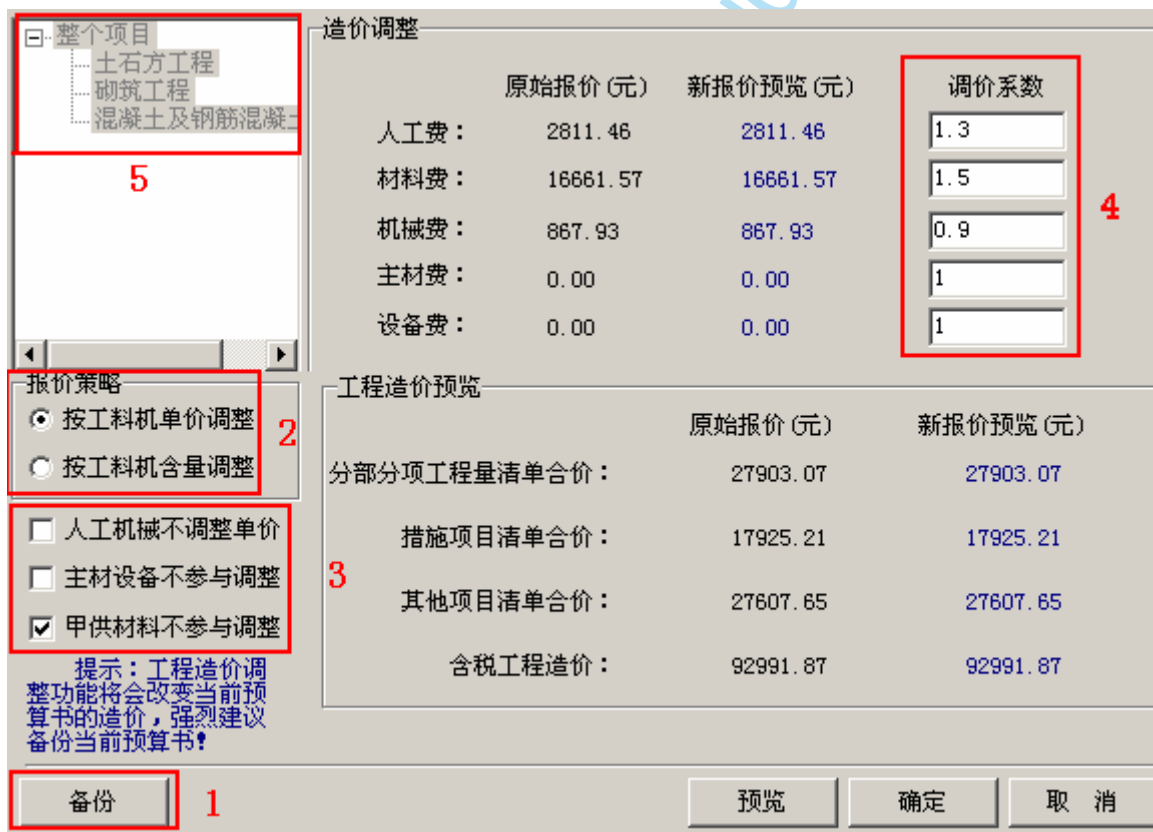 整个项目
土石方工程
砌筑工程
混凝土及钢筋混凝
5
造价调整
原始报价(元) 新报价预览(元) 调价系数
人工费： 2811.46 2811.46 1.3
材料费： 16661.57 16661.57 1.5
机械费： 867.93 867.93 0.9
主材费： 0.00 0.00 1
设备费： 0.00 0.00 1
4
报价策略
按工料机单价调整
按工料机含量调整
2
人工机械不调整单价
主材设备不参与调整
甲供材料不参与调整
3
提示：工程造价调
整功能将会改变当前预
算书的造价，强烈建议
备份当前预算书!
工程造价预览
原始报价(元) 新报价预览(元)
分部分项工程量清单合价： 27903.07 27903.07
措施项目清单合价： 17925.21 17925.21
其他项目清单合价： 27607.65 27607.65
含税工程造价： 92991.87 92991.87
备份 1 预览 确定 取 消